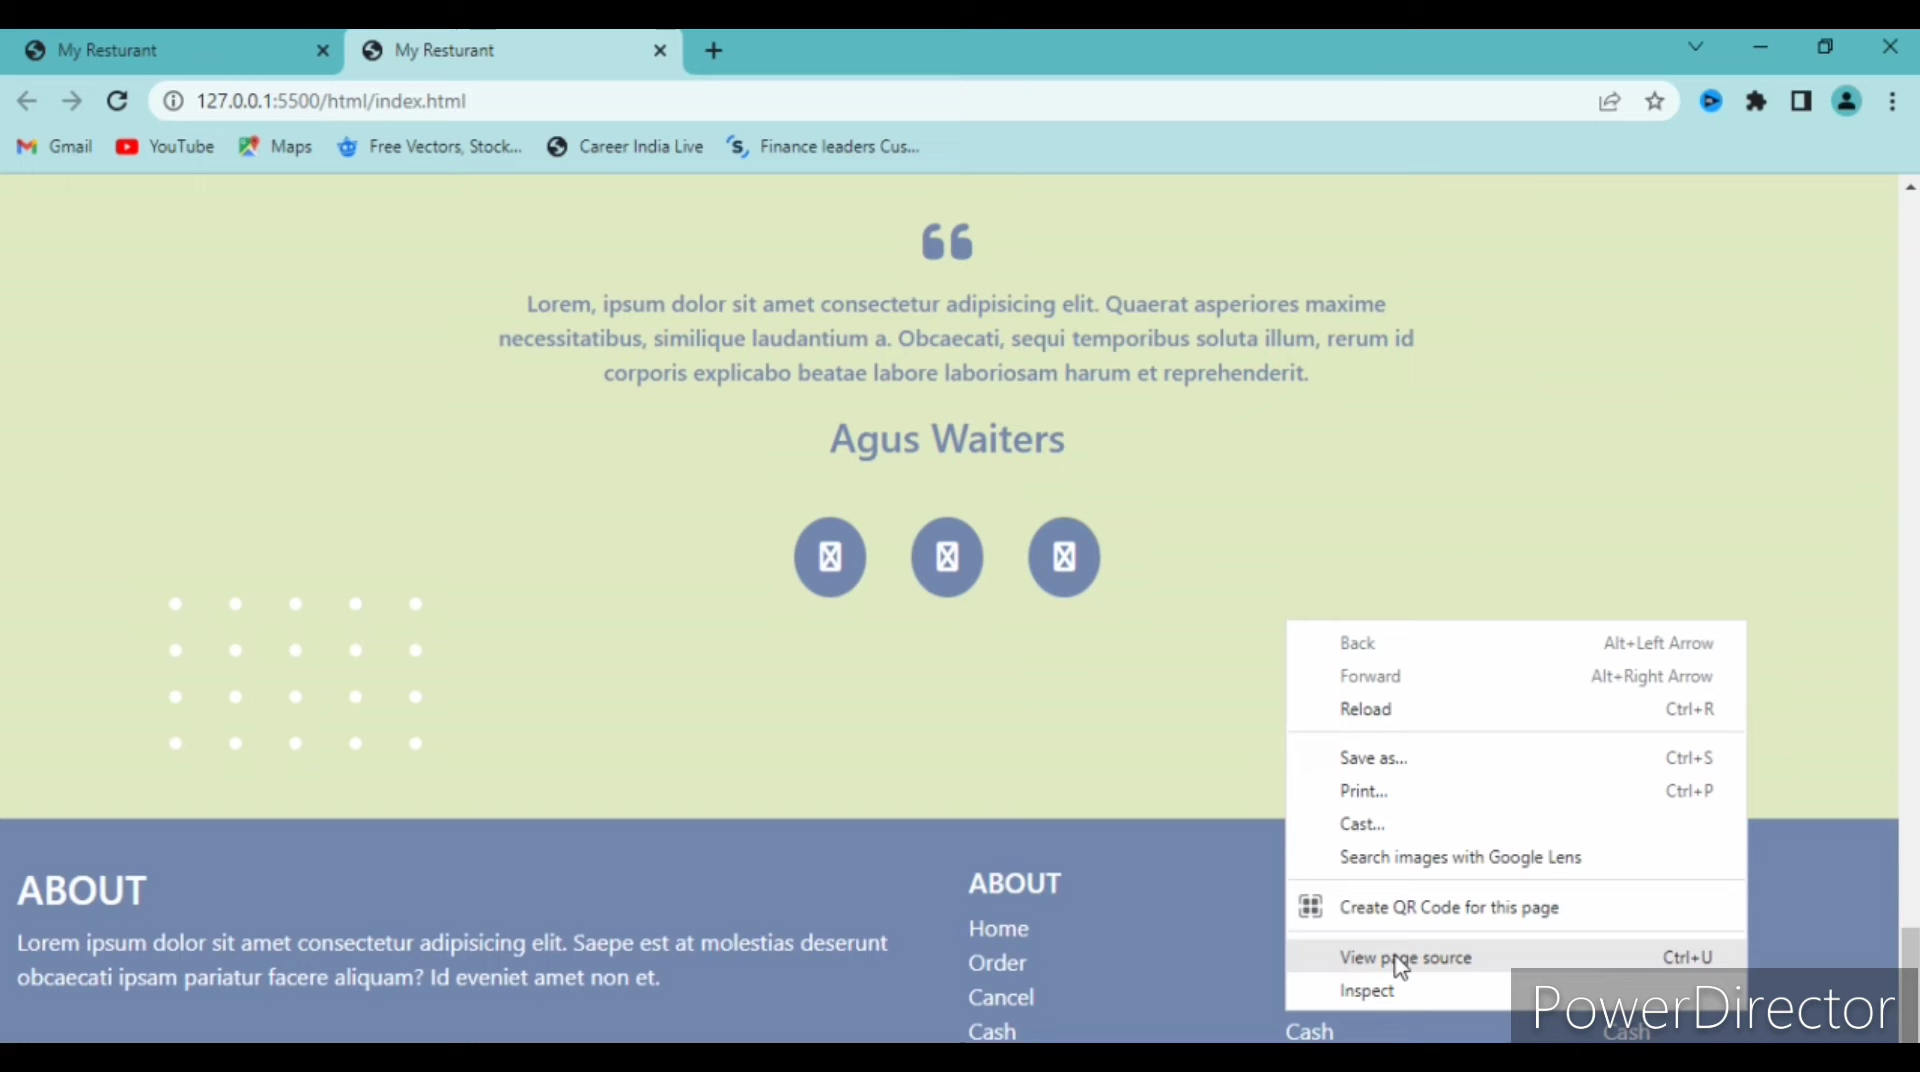 My Resturant
My Resturant
127.0.0.1:5500/html/index.html
Gmail
YouTube
Maps
Free Vectors, Stock...
Career India Live
Finance leaders Cus...
Lorem, ipsum dolor sit amet consectetur adipisicing elit. Quaerat asperiores maxime
necessitatibus, similique laudantium a. Obcaecati, sequi temporibus soluta illum, rerum id
corporis explicabo beatae labore laboriosam harum et reprehenderit.
Agus Waiters
Back Alt+Left Arrow
Forward Alt+Right Arrow
Reload Ctrl+R
Save as... Ctrl+S
Print... Ctrl+P
Cast...
Search images with Google Lens
Create QR Code for this page
View page source Ctrl+U
Inspect
ABOUT
Lorem ipsum dolor sit amet consectetur adipisicing elit. Saepe est at molestias deserunt
obcaecati ipsam pariatur facere aliquam? Id eveniet amet non et.
ABOUT
Home
Order
Cancel
Cash
Cash
Cash
PowerDirector